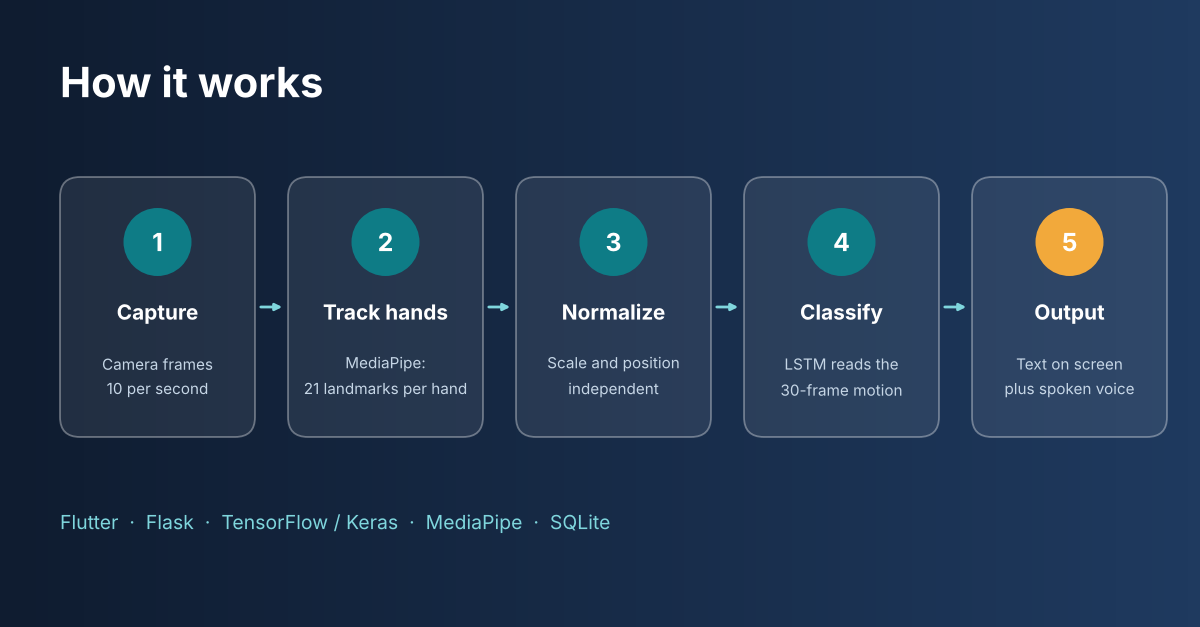 How it works
1
Capture
Camera frames
10 per second
2
Track hands
MediaPipe:
21 landmarks per hand
3
Normalize
Scale and position
independent
4
Classify
LSTM reads the
30-frame motion
5
Output
Text on screen
plus spoken voice
Flutter · Flask · TensorFlow / Keras · MediaPipe · SQLite